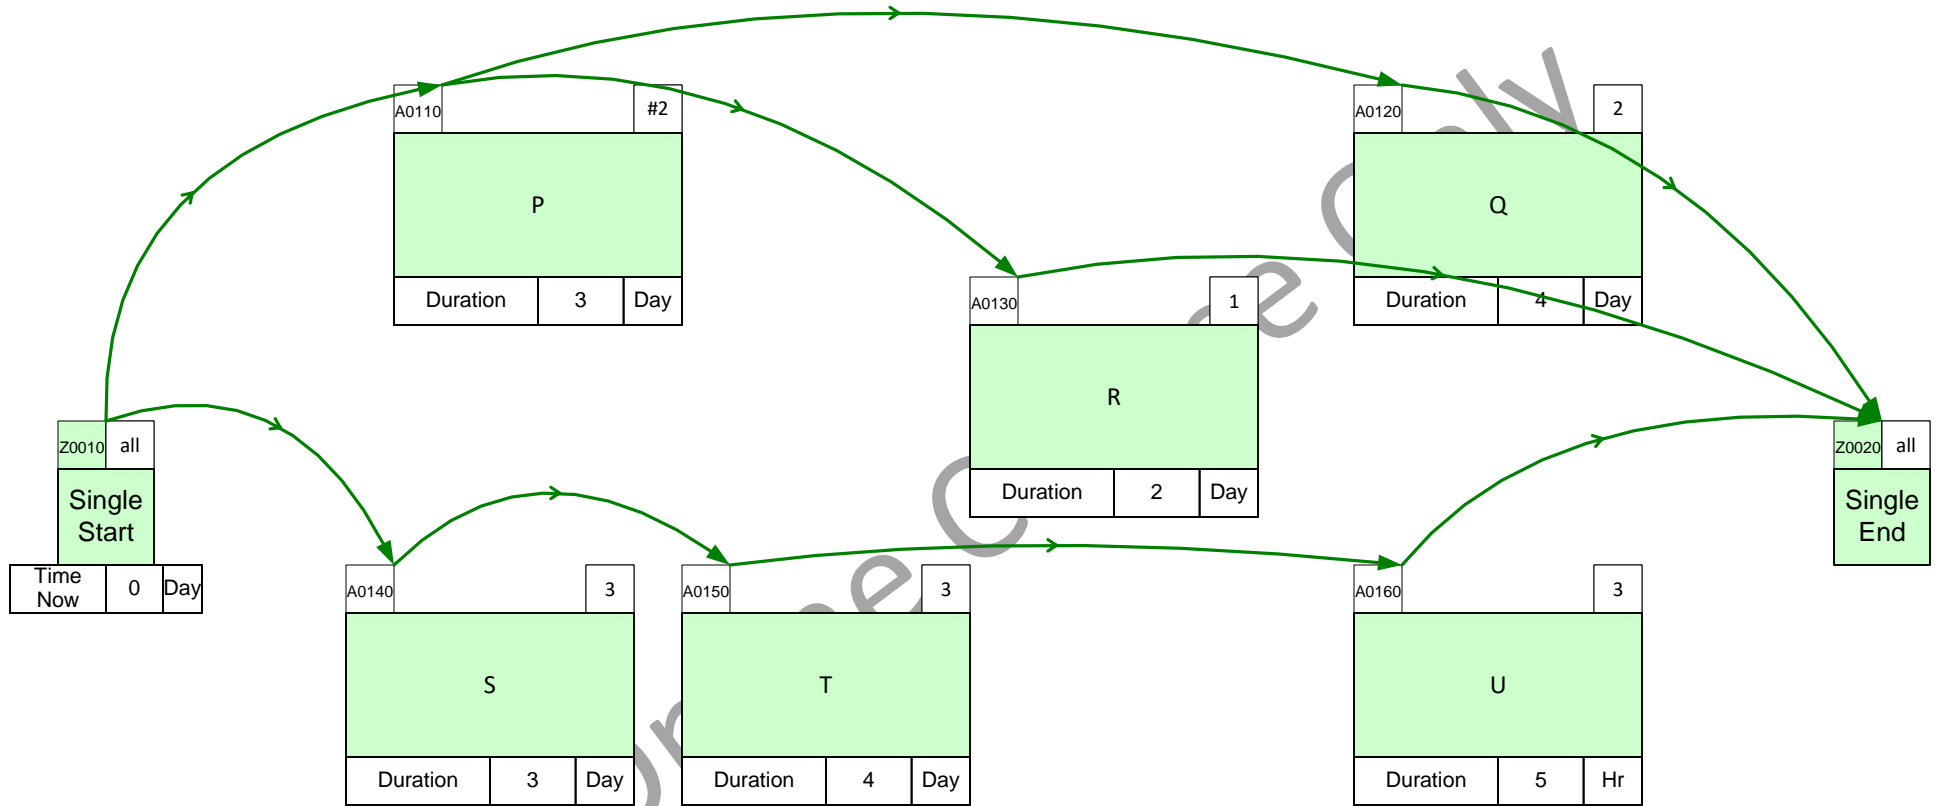 A0110
#2
P
Duration 3 Day
A0120
2
Q
Duration 4 Day
A0130
1
R
Duration 2 Day
Z0010 all
Single
Start
Time
Now
0 Day
Z0020 all
Single
End
A0140
3
S
Duration 3 Day
A0150
3
T
Duration 4 Day
A0160
3
U
Duration 5 Hr